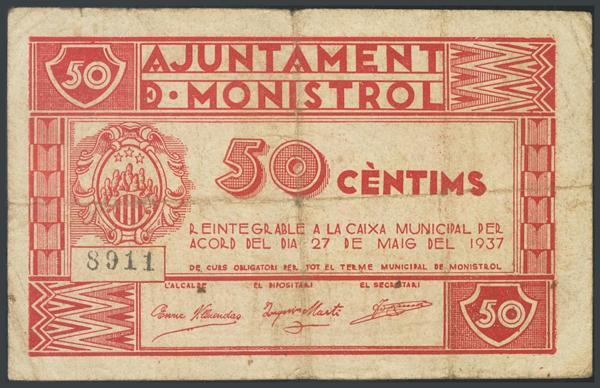 50 AJUNTAMENT
D · MONISTROL
50 CÈNTIMS
REINTEGRABLE A LA CAIXA MUNICIPAL PER
ACORD DEL DIA 27 DE MAIG DEL 1937
8911
DE CURS OBLIGATORI PER TOT EL TERME MUNICIPAL DE MONISTROL
L'ALCALDE EL DIPOSITARI EL SECRETARI
Martí
50